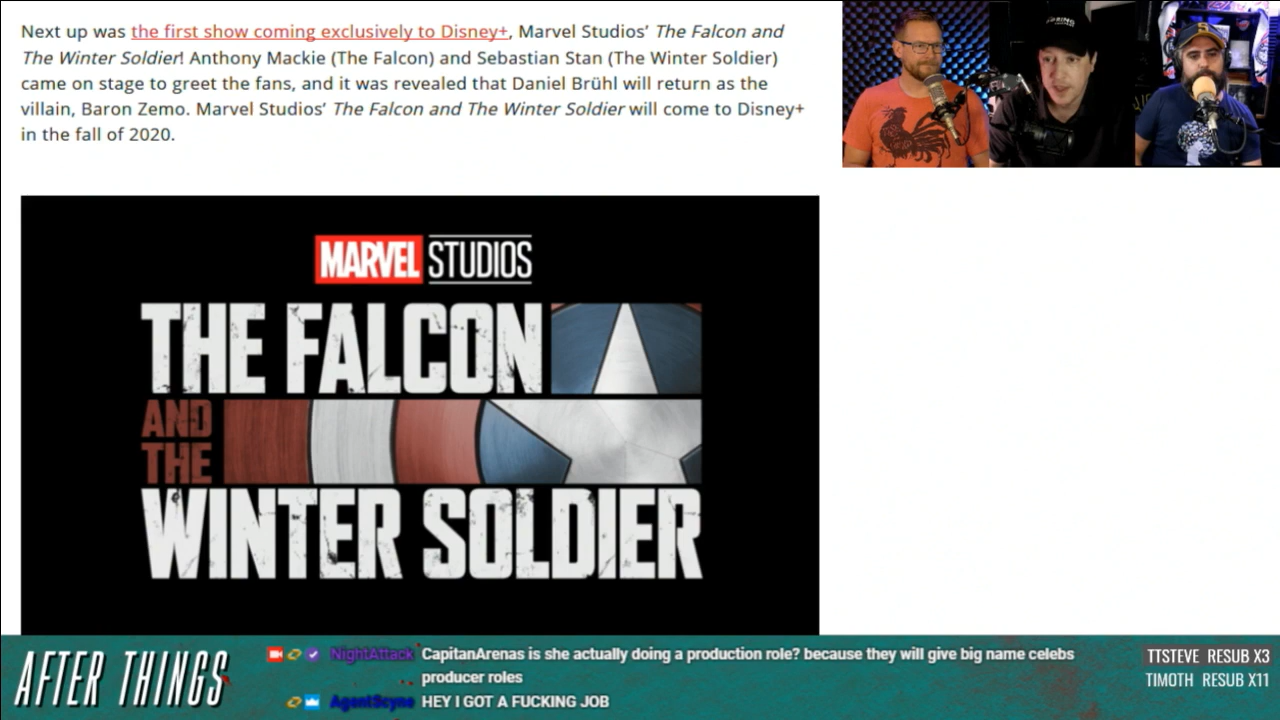 Next up was the first show coming exclusively to Disney+, Marvel Studios' The Falcon and
The Winter Soldier! Anthony Mackie (The Falcon) and Sebastian Stan (The Winter Soldier)
came on stage to greet the fans, and it was revealed that Daniel Brühl will return as the
villain, Baron Zemo. Marvel Studios' The Falcon and The Winter Soldier will come to Disney+
in the fall of 2020.
MARVEL STUDIOS
THE FALCON
AND
THE
WINTER SOLDIER
AFTER THINGS
NightAttack CapitanArenas is she actually doing a production role? because they will give big name celebs
producer roles
AgentScyne HEY I GOT A FUCKING JOB
TTSTEVE RESUB X3
TIMOTH RESUB X11